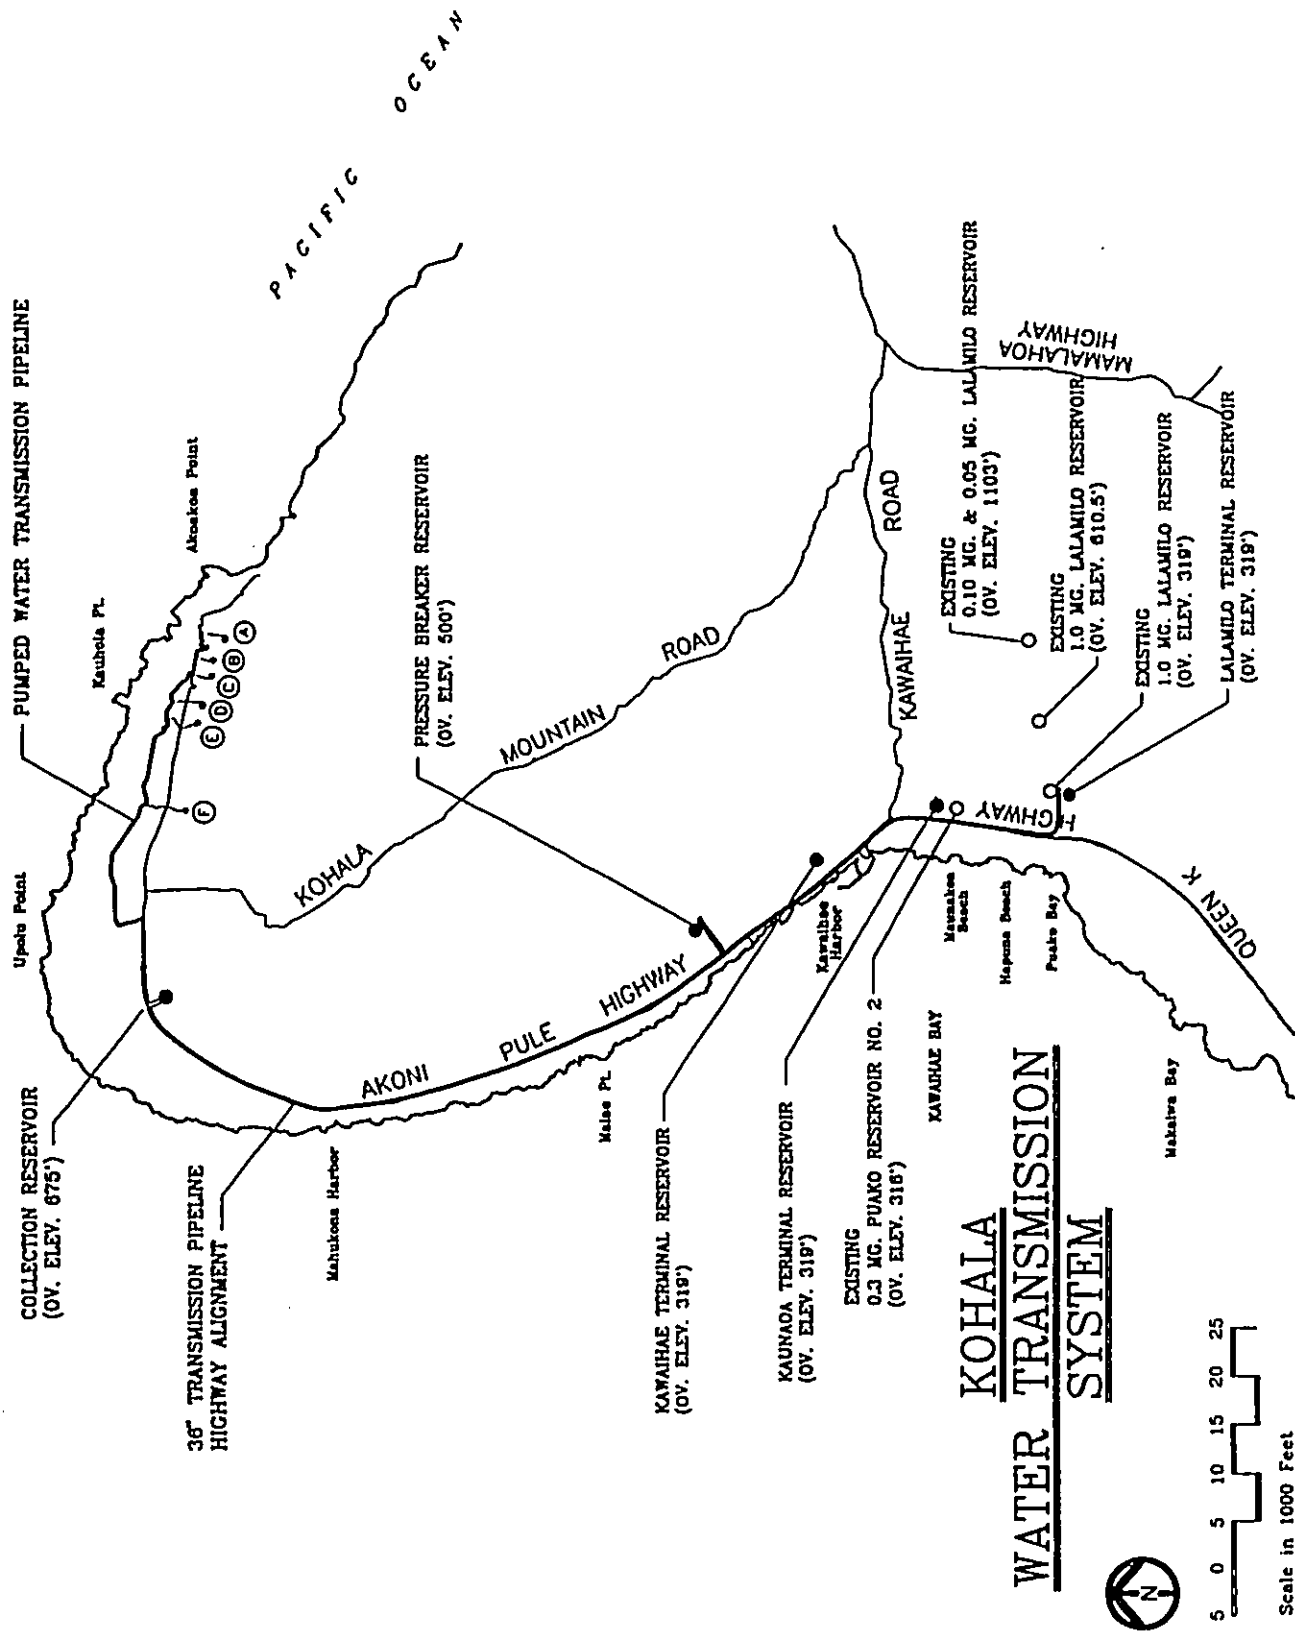 PACIFIC OCEAN
PUMPED WATER TRANSMISSION PIPELINE
Akoakoa Point
Kauhola Pt.
Upolu Point
A
B
C
D
E
F
COLLECTION RESERVOIR
(OV. ELEV. 675')
36" TRANSMISSION PIPELINE
HIGHWAY ALIGNMENT
PRESSURE BREAKER RESERVOIR
(OV. ELEV. 500')
KOHALA MOUNTAIN ROAD
AKONI PULE HIGHWAY
Mahukona Harbor
Malae Pt.
KAWAIHAE TERMINAL RESERVOIR
(OV. ELEV. 319')
KAUNAOA TERMINAL RESERVOIR
(OV. ELEV. 319')
EXISTING
0.3 MG. PUAKO RESERVOIR NO. 2
(OV. ELEV. 316')
Kawaihae
Harbor
KAWAIHAE BAY
Mauaakea
Beach
Hapuna Beach
Puako Bay
Makaiwa Bay
KAWAIHAE ROAD
MAMALAHOA
HIGHWAY
EXISTING
0.10 MG. & 0.05 MG. LALAMILO RESERVOIR
(OV. ELEV. 1103')
EXISTING
1.0 MG. LALAMILO RESERVOIR
(OV. ELEV. 610.5')
EXISTING
1.0 MG. LALAMILO RESERVOIR
(OV. ELEV. 319')
LALAMILO TERMINAL RESERVOIR
(OV. ELEV. 319')
QUEEN K HIGHWAY
KOHALA
WATER TRANSMISSION
SYSTEM
N
5 0 5 10 15 20 25
Scale in 1000 Feet